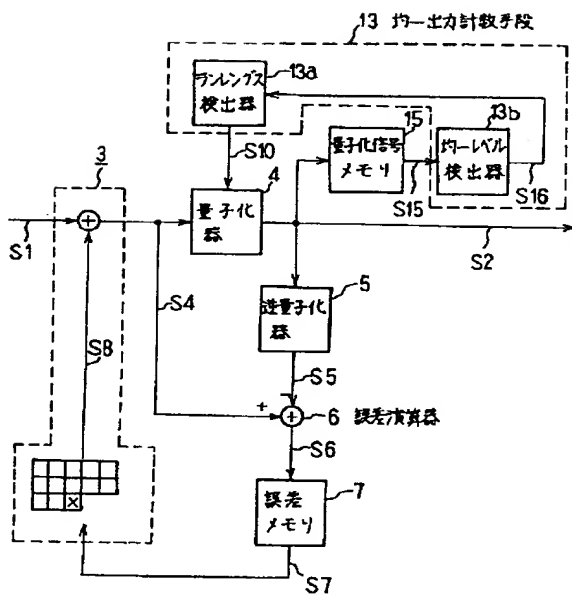 13 均一出力計数手段
ランレングス
検出器
13a
13b
S10
15
量子化信号
メモリ
均一レベル
検出器
S15
S16
3
4
量子化
器
S1
S2
S4
S8
5
逆量子化
器
S5
+
−
6 誤差演算器
S6
×
誤差
メモリ
7
S7